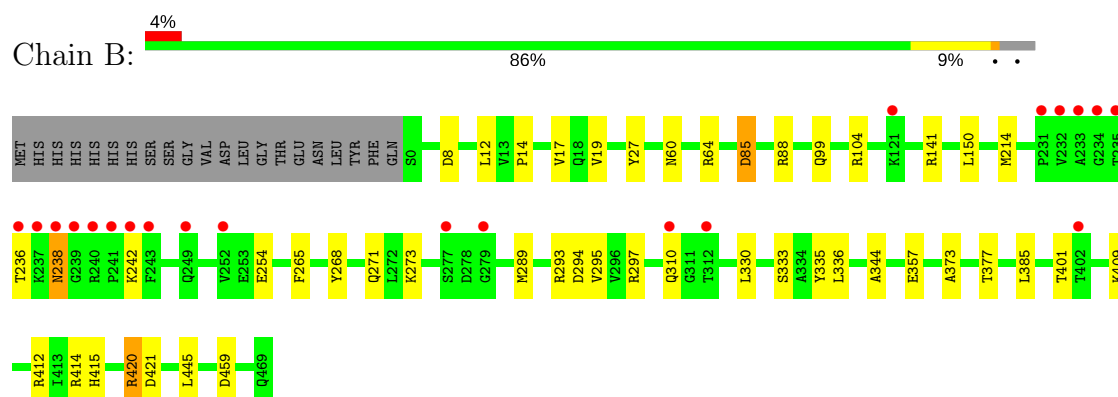 4%
Chain B:
86% 9% • •
MET HIS HIS HIS HIS HIS HIS SER SER GLY VAL ASP LEU GLY THR GLU ASN LEU TYR PHE GLN S0 D8 L12 V13 P14 V17 Q18 V19 Y27 N60 R64 D85 R88 Q99 R104 K121 R141 L150 M214 P231 V232 A233 G234 T235
T236 K237 N238 G239 R240 P241 K242 F243 Q249 V252 E253 E254 F265 Y268 Q271 L272 K273 S277 D278 G279 M289 R293 D294 V295 V296 R297 Q310 G311 T312 L330 S333 A334 Y335 L336 A344 E357 A373 T377 L385 T401 T402 K409
R412 I413 R414 H415 R420 D421 L445 D459 Q469